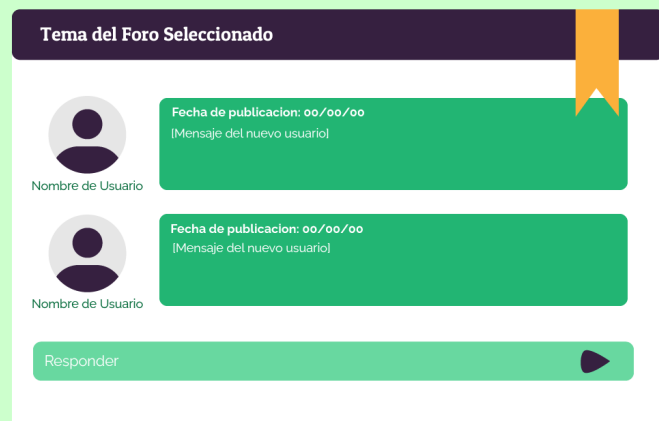 Tema del Foro Seleccionado
Fecha de publicacion: 00/00/00
[Mensaje del nuevo usuario]
Nombre de Usuario
Fecha de publicacion: 00/00/00
[Mensaje del nuevo usuario]
Nombre de Usuario
Responder